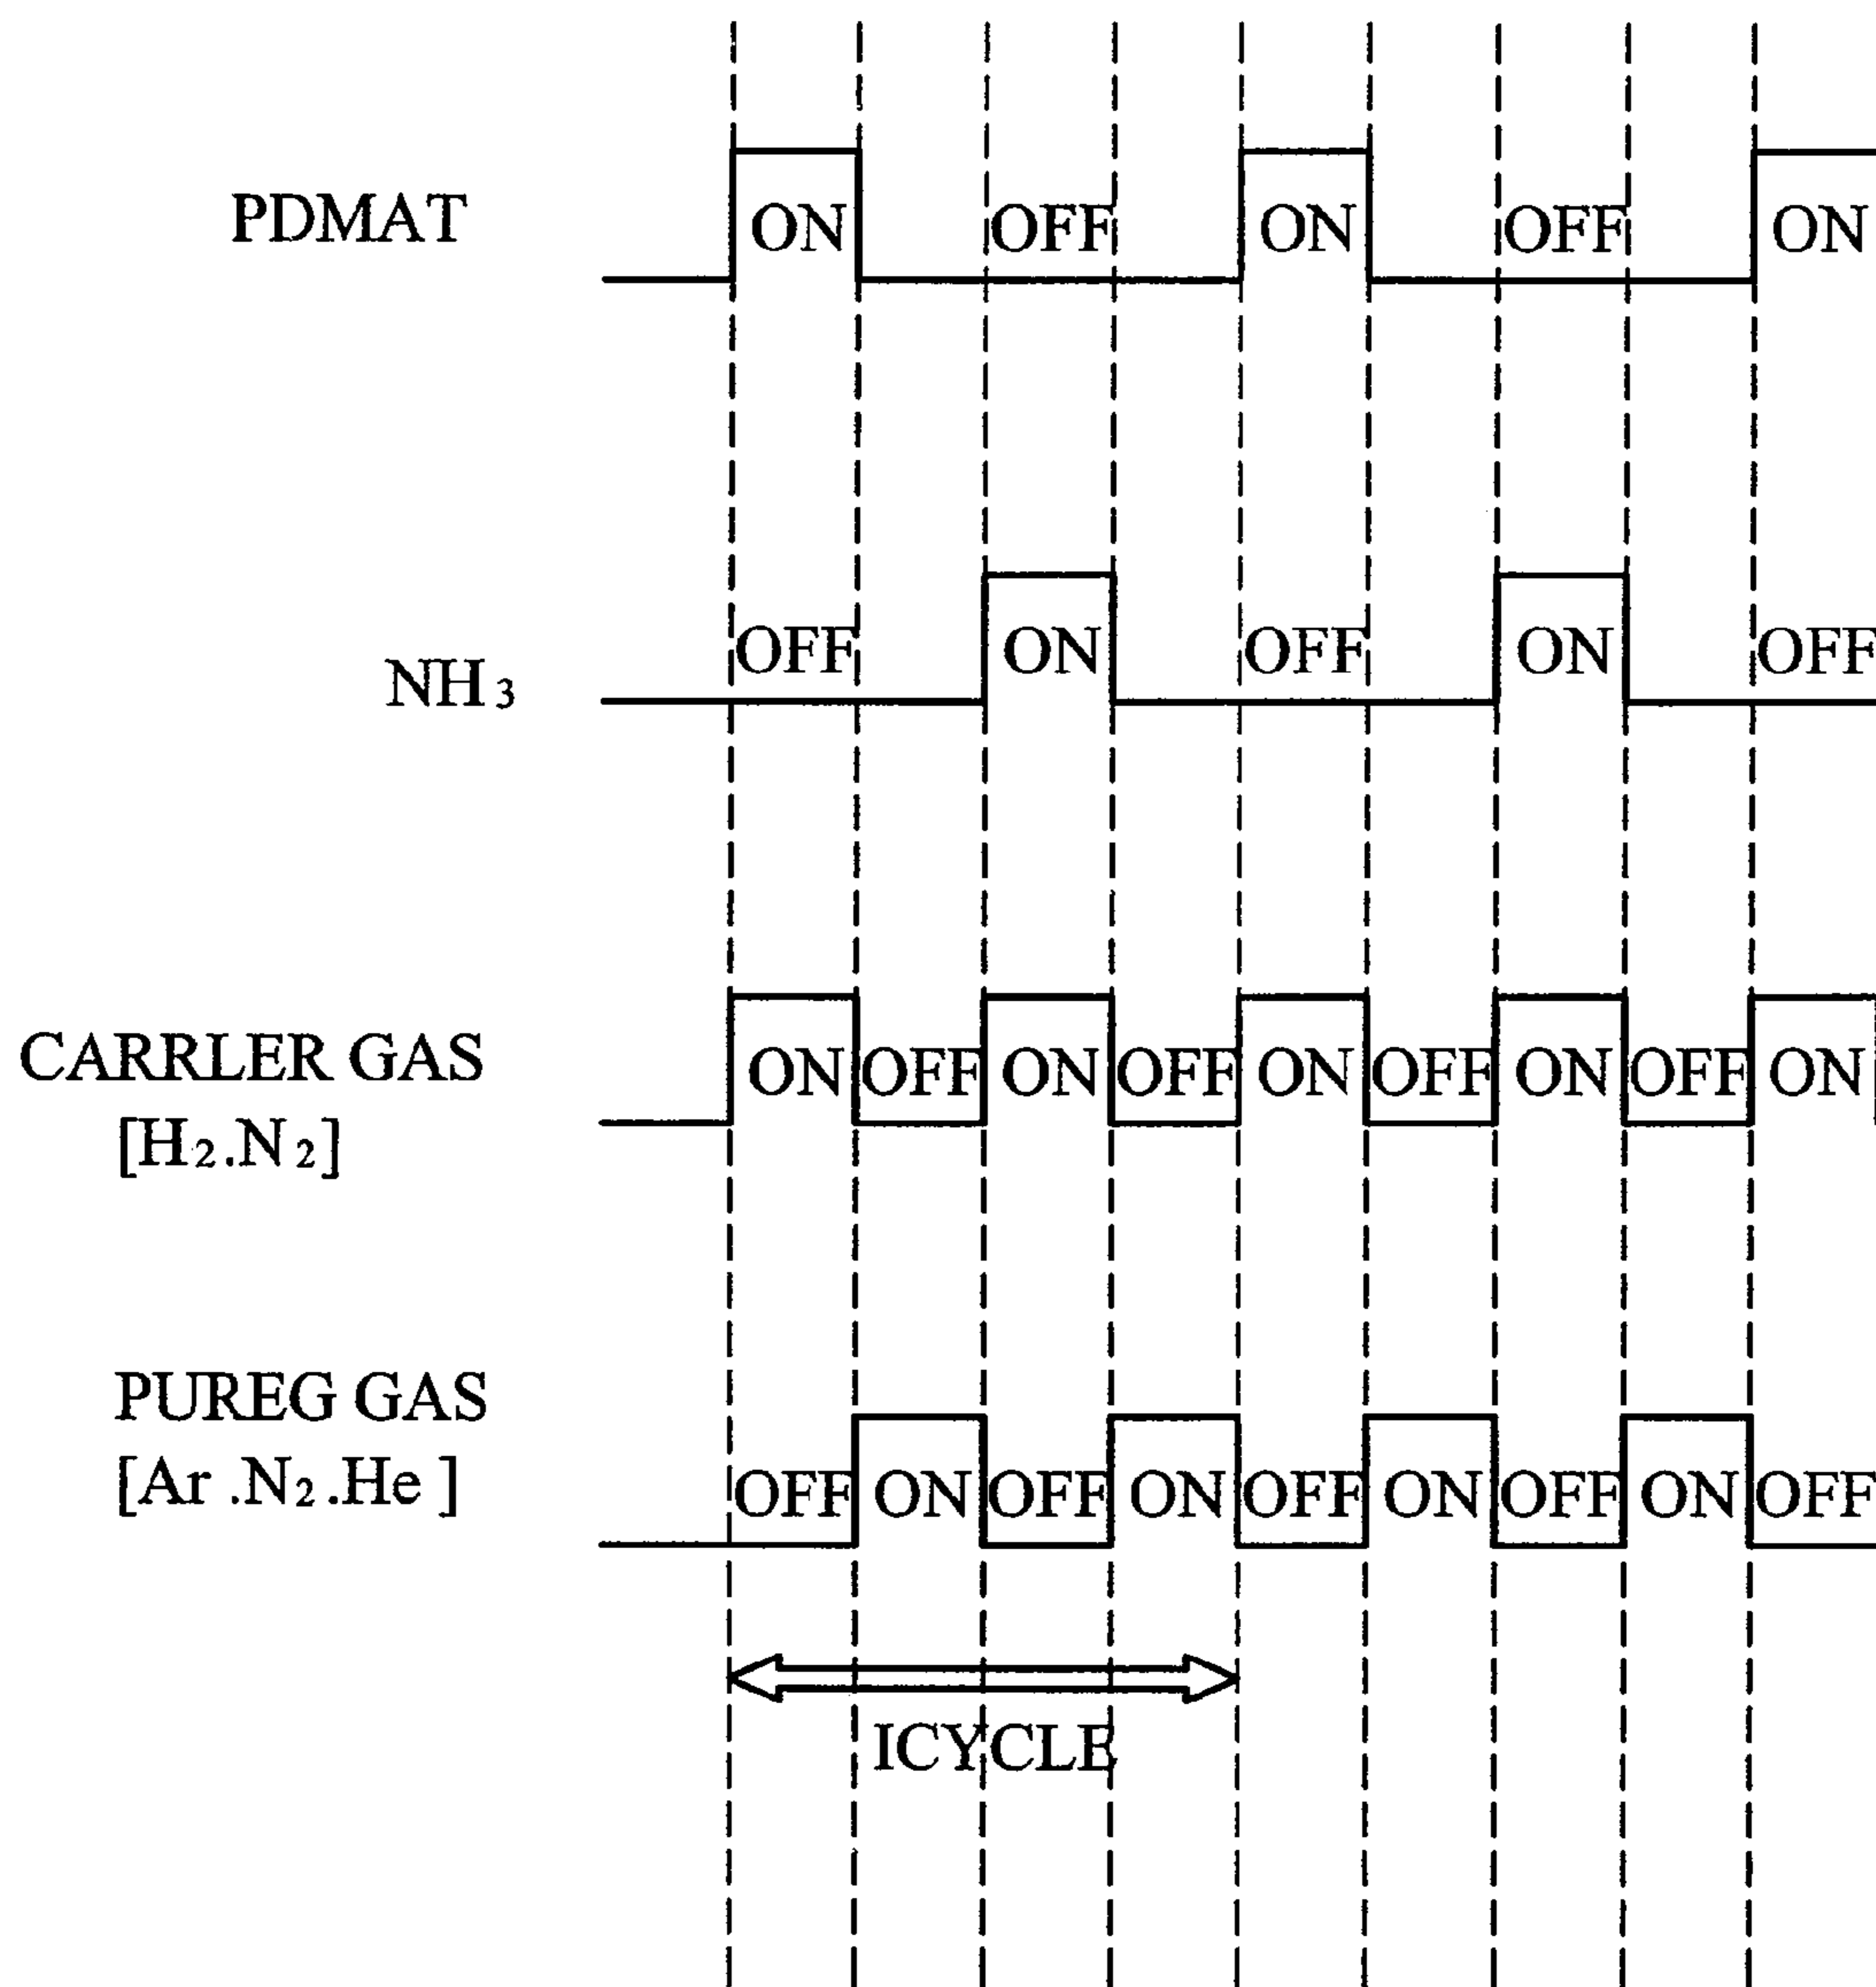 PDMAT
ON OFF ON OFF ON
NH₃
OFF ON OFF ON OFF
CARRLER GAS
[H₂.N₂]
ON OFF ON OFF ON OFF ON OFF ON
PUREG GAS
[Ar .N₂.He ]
OFF ON OFF ON OFF ON OFF ON OFF
ICYCLE